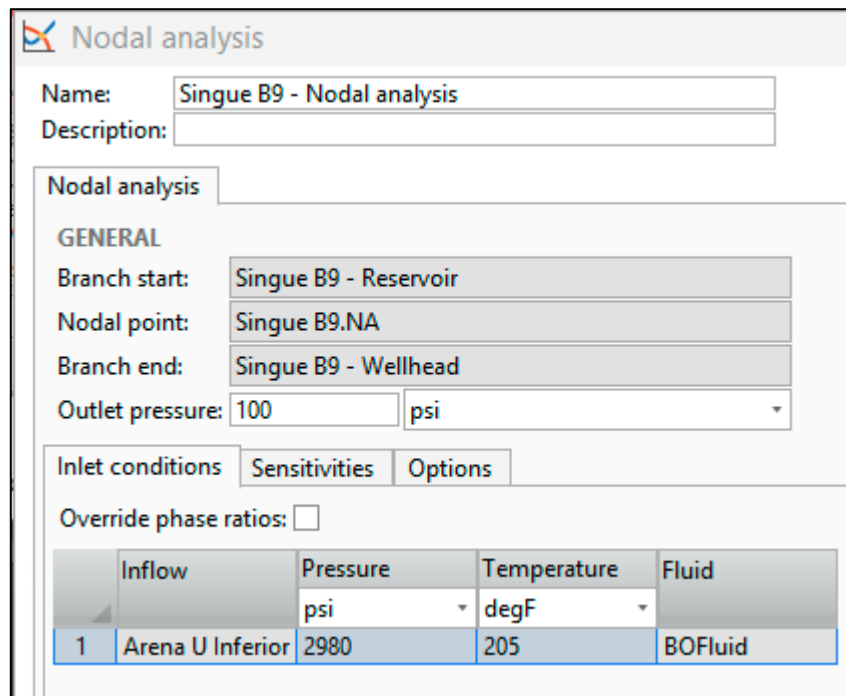 Nodal analysis
Name: Singue B9 - Nodal analysis
Description:
Nodal analysis
GENERAL
Branch start: Singue B9 - Reservoir
Nodal point: Singue B9.NA
Branch end: Singue B9 - Wellhead
Outlet pressure: 100 psi
Inlet conditions Sensitivities Options
Override phase ratios:
Inflow Pressure Temperature Fluid
psi degF
1 Arena U Inferior 2980 205 BOFluid